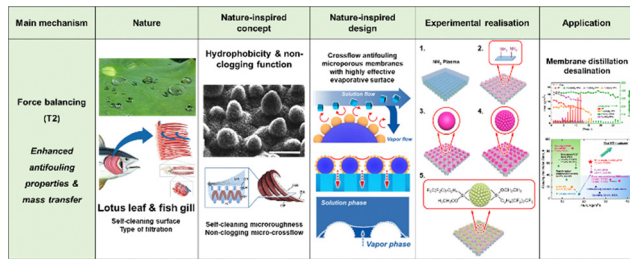 Main mechanism
Nature
Nature-inspired
concept
Nature-inspired
design
Experimental realisation
Application
Force balancing
(T2)
Enhanced
antifouling
properties &
mass transfer
Lotus leaf & fish gill
Self-cleaning surface
Type of filtration
Hydrophobicity & non-
clogging function
Self-cleaning microroughness
Non-clogging micro-crossflow
Crossflow antifouling
microporous membranes
with highly effective
evaporative surface
Solution flow
Vapor flow
Solution phase
Vapor phase
1.
2.
NH3 Plasma
3.
4.
5.
Membrane distillation
desalination